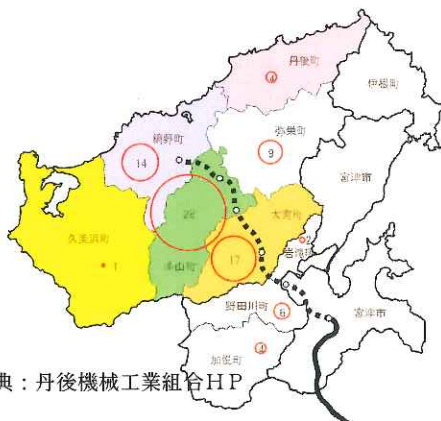 丹後町
伊根町
網野町
弥栄町
14
9
宮津市
28
大宮町
久美浜町
1
2
岩滝町
17
峰山町
野田川町
6
宮津市
加悦町
典：丹後機械工業組合HP